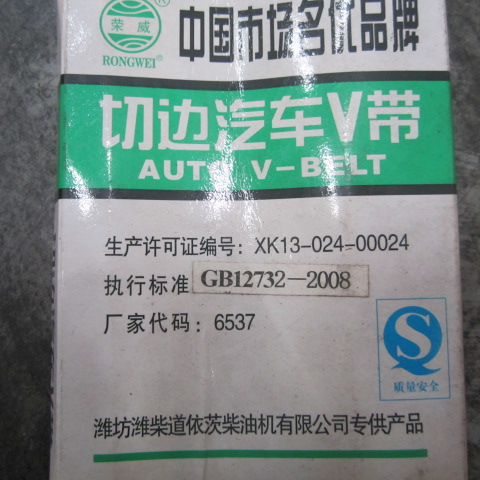 荣威
®
RONGWEI
中国市场名优品牌
切边汽车V带
AUTO V-BELT
生产许可证编号：XK13-024-00024
执行标准 GB12732—2008
厂家代码：6537
QS
质量安全
潍坊潍柴道依茨柴油机有限公司专供产品